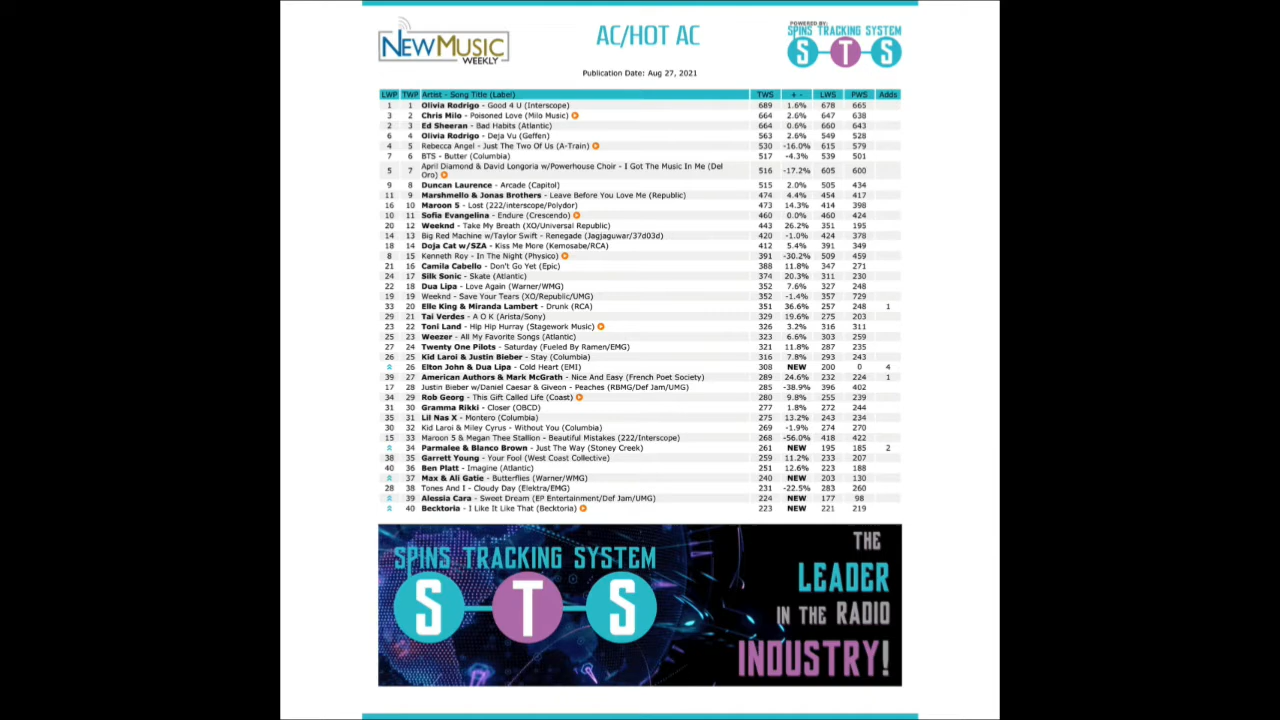 NEWMUSIC
WEEKLY
AC/HOT AC
POWERED BY:
SPINS TRACKING SYSTEM
S T S
Publication Date: Aug 27, 2021
LWP TWP Artist - Song Title (Label) TWS + - LWS PWS Adds
1 1 Olivia Rodrigo - Good 4 U (Interscope) 689 1.6% 678 665
3 2 Chris Milo - Poisoned Love (Milo Music) 664 2.6% 647 638
2 3 Ed Sheeran - Bad Habits (Atlantic) 664 0.6% 660 643
6 4 Olivia Rodrigo - Deja Vu (Geffen) 563 2.6% 549 528
4 5 Rebecca Angel - Just The Two Of Us (A-Train) 530 -16.0% 615 579
7 6 BTS - Butter (Columbia) 517 -4.3% 539 501
5 7 April Diamond & David Longoria w/Powerhouse Choir - I Got The Music In Me (Del Oro) 516 -17.2% 605 600
9 8 Duncan Laurence - Arcade (Capitol) 515 2.0% 505 434
11 9 Marshmello & Jonas Brothers - Leave Before You Love Me (Republic) 474 4.4% 454 417
16 10 Maroon 5 - Lost (222/interscope/Polydor) 473 14.3% 414 398
10 11 Sofia Evangelina - Endure (Crescendo) 460 0.0% 460 424
20 12 Weeknd - Take My Breath (XO/Universal Republic) 443 26.2% 351 195
14 13 Big Red Machine w/Taylor Swift - Renegade (Jagjaguwar/37d03d) 420 -1.0% 424 378
18 14 Doja Cat w/SZA - Kiss Me More (Kemosabe/RCA) 412 5.4% 391 349
8 15 Kenneth Roy - In The Night (Physico) 391 -30.2% 509 459
21 16 Camila Cabello - Don't Go Yet (Epic) 388 11.8% 347 271
24 17 Silk Sonic - Skate (Atlantic) 374 20.3% 311 230
22 18 Dua Lipa - Love Again (Warner/WMG) 352 7.6% 327 248
19 19 Weeknd - Save Your Tears (XO/Republic/UMG) 352 -1.4% 357 729
33 20 Elle King & Miranda Lambert - Drunk (RCA) 351 36.6% 257 248 1
29 21 Tai Verdes - A O K (Arista/Sony) 329 19.6% 275 203
23 22 Toni Land - Hip Hip Hurray (Stagework Music) 326 3.2% 316 311
25 23 Weezer - All My Favorite Songs (Atlantic) 323 6.6% 303 259
27 24 Twenty One Pilots - Saturday (Fueled By Ramen/EMG) 321 11.8% 287 235
26 25 Kid Laroi & Justin Bieber - Stay (Columbia) 316 7.8% 293 243
26 Elton John & Dua Lipa - Cold Heart (EMI) 308 NEW 200 0 4
39 27 American Authors & Mark McGrath - Nice And Easy (French Poet Society) 289 24.6% 232 224 1
17 28 Justin Bieber w/Daniel Caesar & Giveon - Peaches (RBMG/Def Jam/UMG) 285 -38.9% 396 402
34 29 Rob Georg - This Gift Called Life (Coast) 280 9.8% 255 239
31 30 Gramma Rikki - Closer (OBCD) 277 1.8% 272 244
35 31 Lil Nas X - Montero (Columbia) 275 13.2% 243 234
30 32 Kid Laroi & Miley Cyrus - Without You (Columbia) 269 -1.9% 274 270
15 33 Maroon 5 & Megan Thee Stallion - Beautiful Mistakes (222/Interscope) 268 -56.0% 418 422
34 Parmalee & Blanco Brown - Just The Way (Stoney Creek) 261 NEW 195 185 2
38 35 Garrett Young - Your Fool (West Coast Collective) 259 11.2% 233 207
40 36 Ben Platt - Imagine (Atlantic) 251 12.6% 223 188
37 Max & Ali Gatie - Butterflies (Warner/WMG) 240 NEW 203 130
28 38 Tones And I - Cloudy Day (Elektra/EMG) 231 -22.5% 283 260
39 Alessia Cara - Sweet Dream (EP Entertainment/Def Jam/UMG) 224 NEW 177 98
40 Becktoria - I Like It Like That (Becktoria) 223 NEW 221 219
SPINS TRACKING SYSTEM
S T S
THE
LEADER
IN THE RADIO
INDUSTRY!